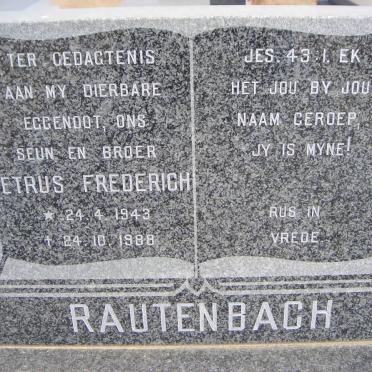 TER GEDAGTENIS
AAN MY DIERBARE
EGGENOOT, ONS
SEUN EN BROER
ETRUS FREDERICH
* 24.4.1943
† 24.10.1988
JES. 43:1. EK
HET JOU BY JOU
NAAM GEROEP,
JY IS MYNE!
RUS IN
VREDE
RAUTENBACH